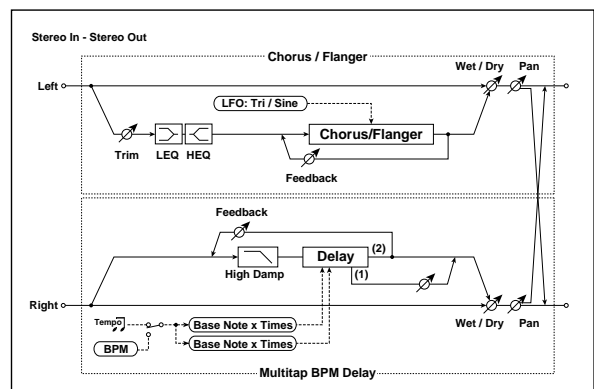 Stereo In - Stereo Out
Chorus / Flanger
Wet / Dry
Pan
Left
LFO: Tri / Sine
Chorus/Flanger
Trim
LEQ
HEQ
Feedback
Feedback
Delay
(2)
(1)
High Damp
Right
Tempo
Base Note x Times
BPM
Base Note x Times
Wet / Dry
Pan
Multitap BPM Delay